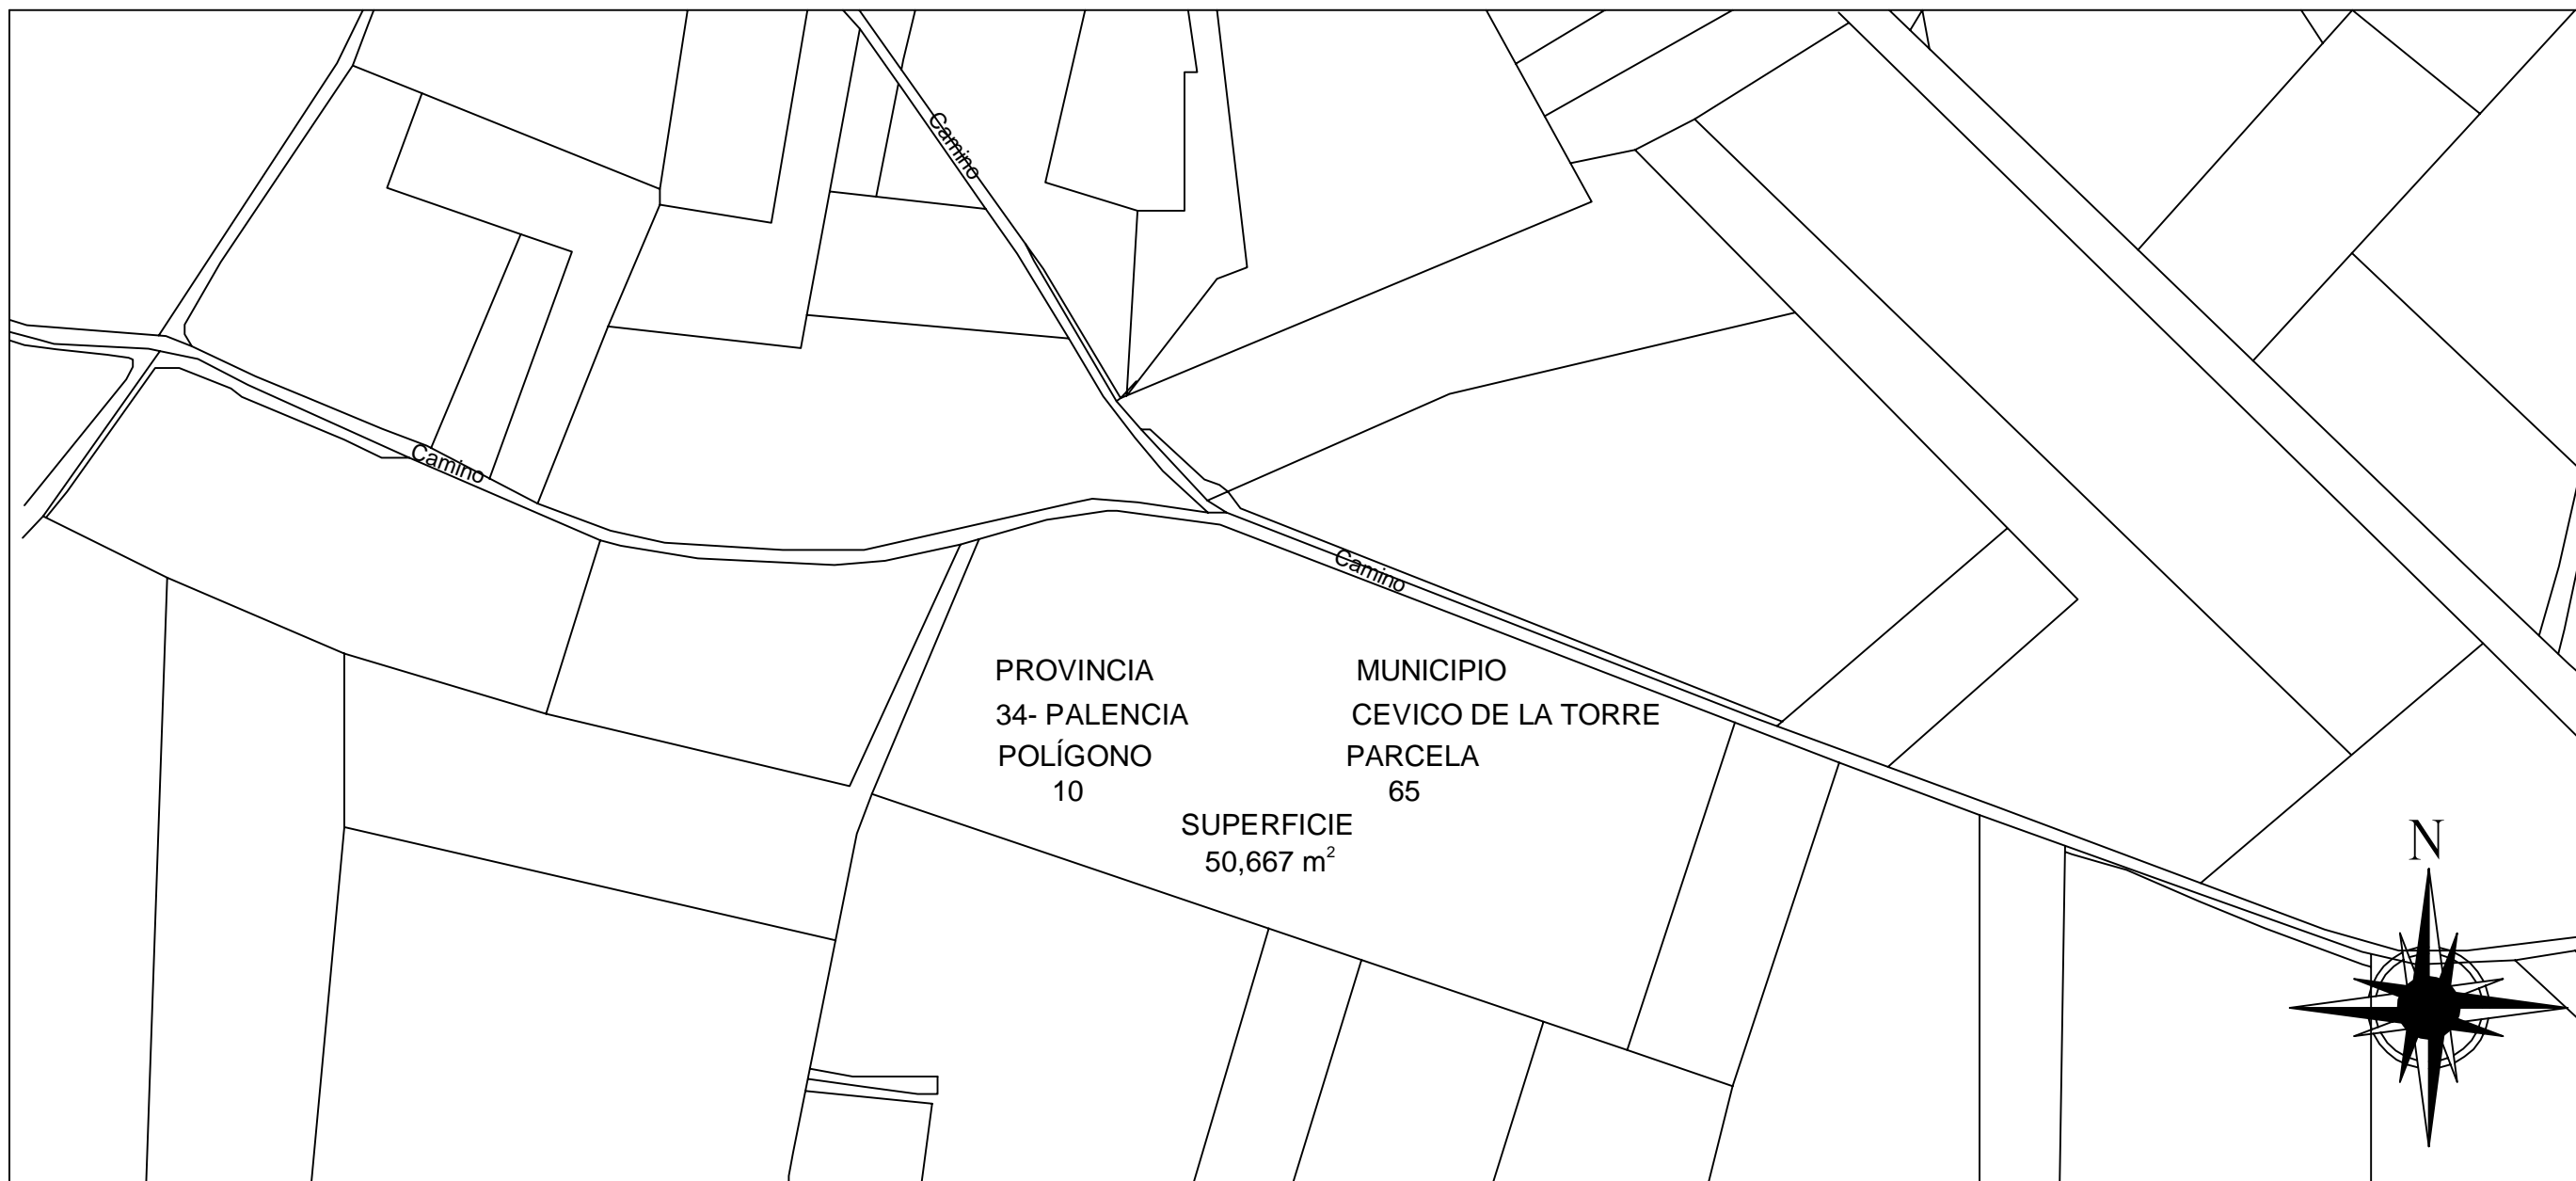 Camino
Camino
Camino
PROVINCIA MUNICIPIO
34- PALENCIA CEVICO DE LA TORRE
POLÍGONO PARCELA
10 65
SUPERFICIE
50,667 m²
N